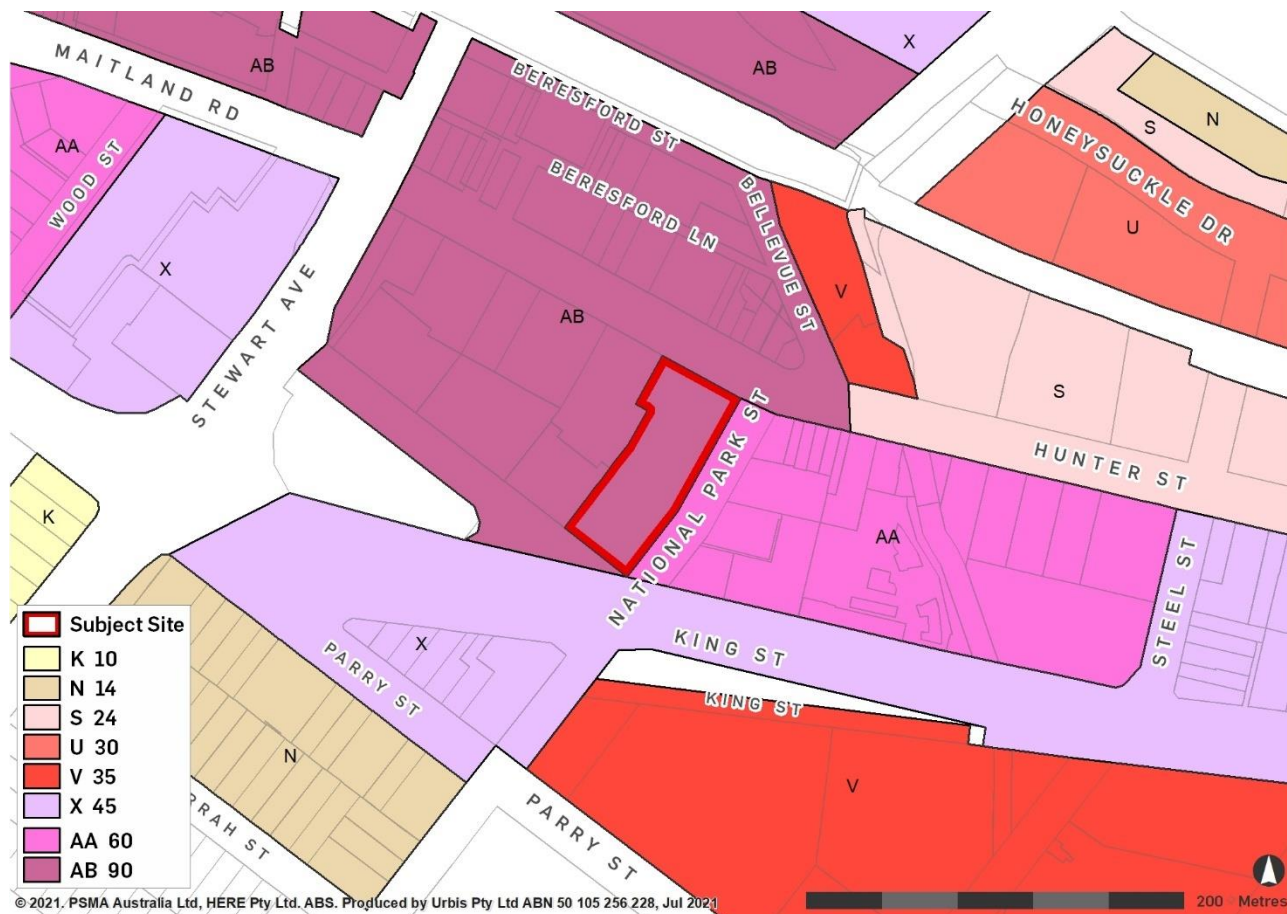 X
AB
AB
MAITLAND RD
BERESFORD ST
HONEYSUCKLE DR
N
S
AA
WOOD ST
BERESFORD LN
BELLEVUE ST
U
X
STEWART AVE
AB
V
S
NATIONAL PARK ST
HUNTER ST
K
AA
STEEL ST
KING ST
X
PARRY ST
KING ST
N
V
PARRY ST
RRAH ST
Subject Site
K 10
N 14
S 24
U 30
V 35
X 45
AA 60
AB 90
© 2021. PSMA Australia Ltd, HERE Pty Ltd. ABS. Produced by Urbis Pty Ltd ABN 50 105 256 228, Jul 2021
200 Metres